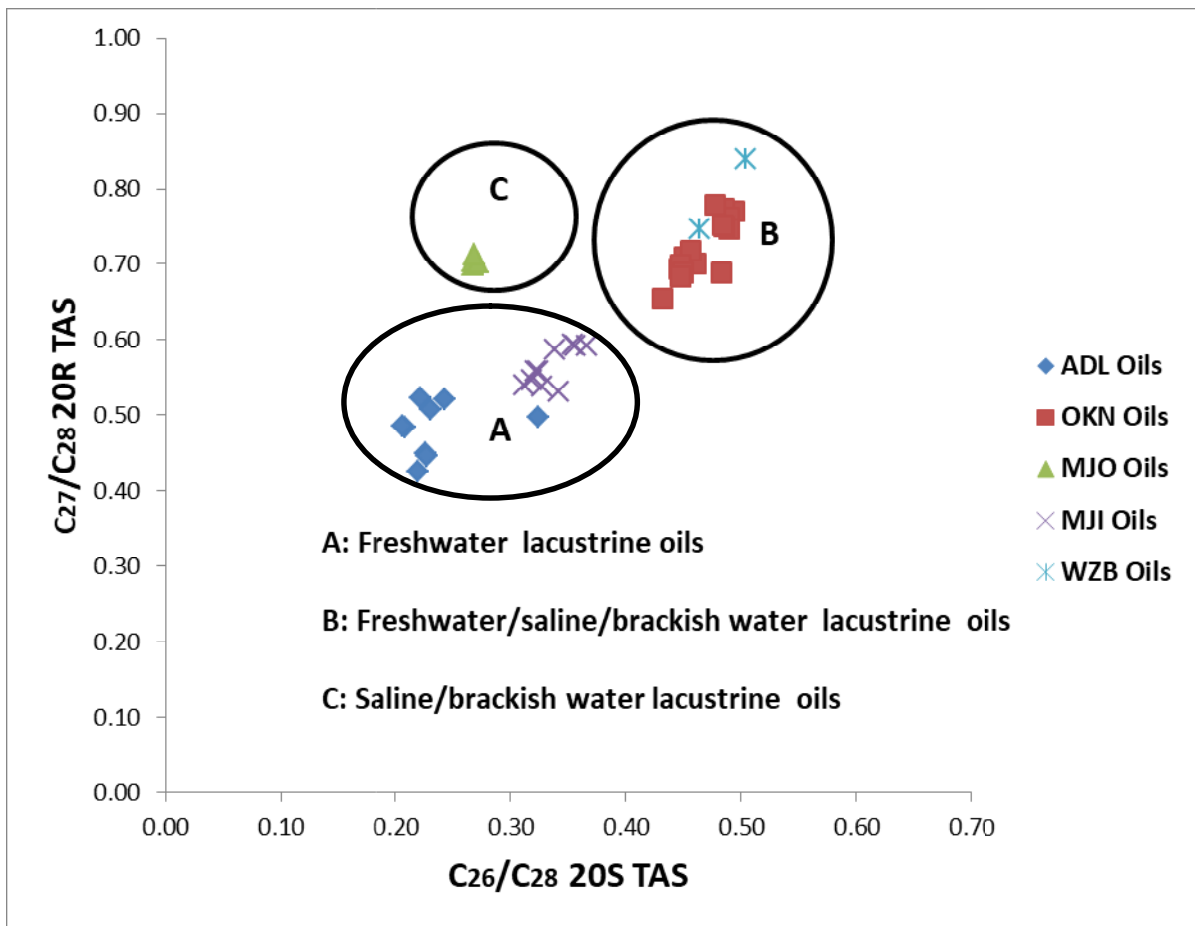 1.00
0.90
0.80
0.70
0.60
0.50
0.40
0.30
0.20
0.10
0.00
C27/C28 20R TAS
C
B
A
A: Freshwater lacustrine oils
B: Freshwater/saline/brackish water lacustrine oils
C: Saline/brackish water lacustrine oils
ADL Oils
OKN Oils
MJO Oils
MJI Oils
WZB Oils
0.00 0.10 0.20 0.30 0.40 0.50 0.60 0.70
C26/C28 20S TAS